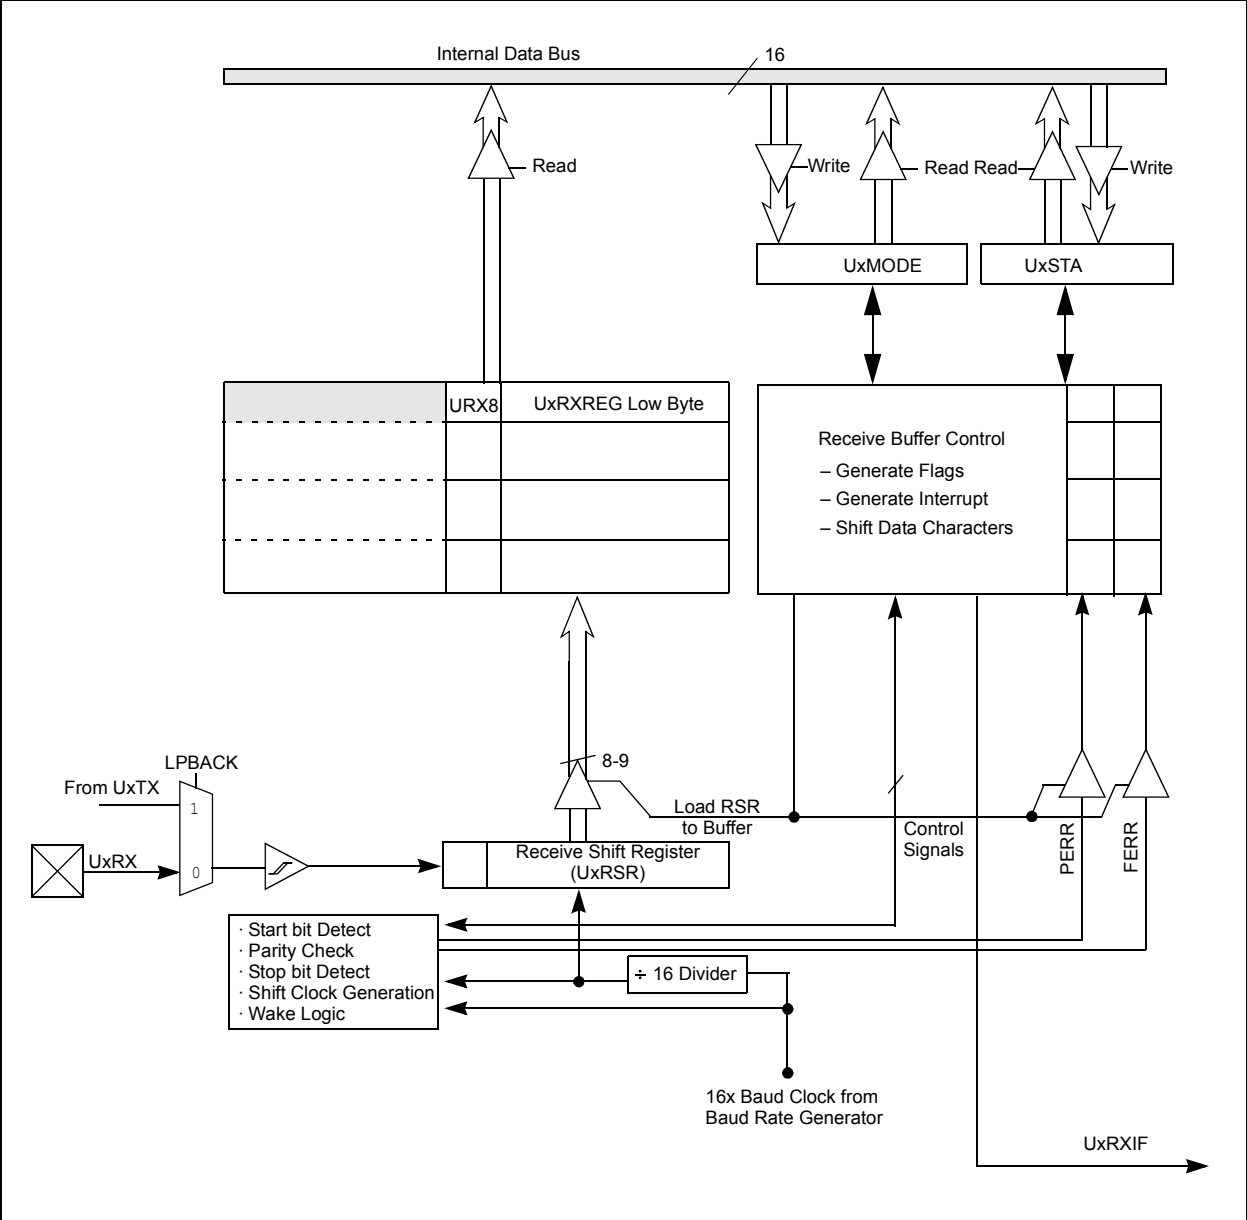 Internal Data Bus
16
Read
Write
Read Read
Write
UxMODE
UxSTA
URX8
UxRXREG Low Byte
Receive Buffer Control
– Generate Flags
– Generate Interrupt
– Shift Data Characters
8-9
LPBACK
From UxTX
1
0
UxRX
Load RSR
to Buffer
Control
Signals
PERR
FERR
Receive Shift Register
(UxRSR)
· Start bit Detect
· Parity Check
· Stop bit Detect
· Shift Clock Generation
· Wake Logic
÷ 16 Divider
16x Baud Clock from
Baud Rate Generator
UxRXIF